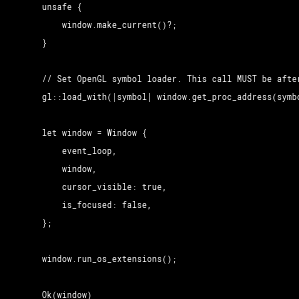 unsafe {
window.make_current()?;
}
// Set OpenGL symbol loader. This call MUST be after
gl::load_with(|symbol| window.get_proc_address(symbo
let window = Window {
event_loop,
window,
cursor_visible: true,
is_focused: false,
};
window.run_os_extensions();
Ok(window)